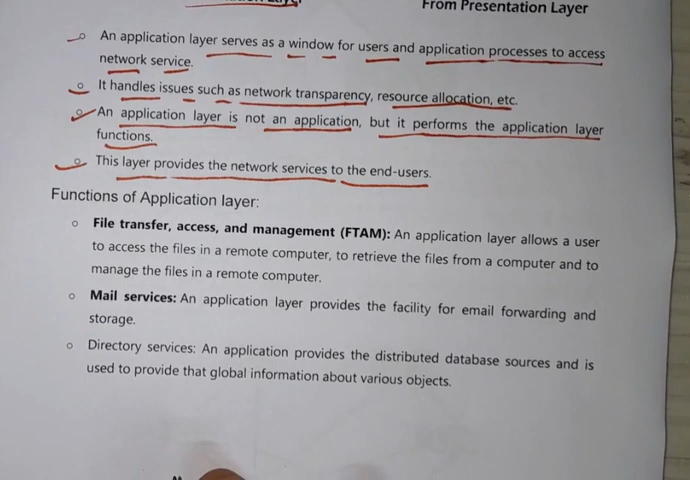 From Presentation Layer
An application layer serves as a window for users and application processes to access
network service.
It handles issues such as network transparency, resource allocation, etc.
An application layer is not an application, but it performs the application layer
functions.
This layer provides the network services to the end-users.
Functions of Application layer:
File transfer, access, and management (FTAM): An application layer allows a user
to access the files in a remote computer, to retrieve the files from a computer and to
manage the files in a remote computer.
Mail services: An application layer provides the facility for email forwarding and
storage.
Directory services: An application provides the distributed database sources and is
used to provide that global information about various objects.